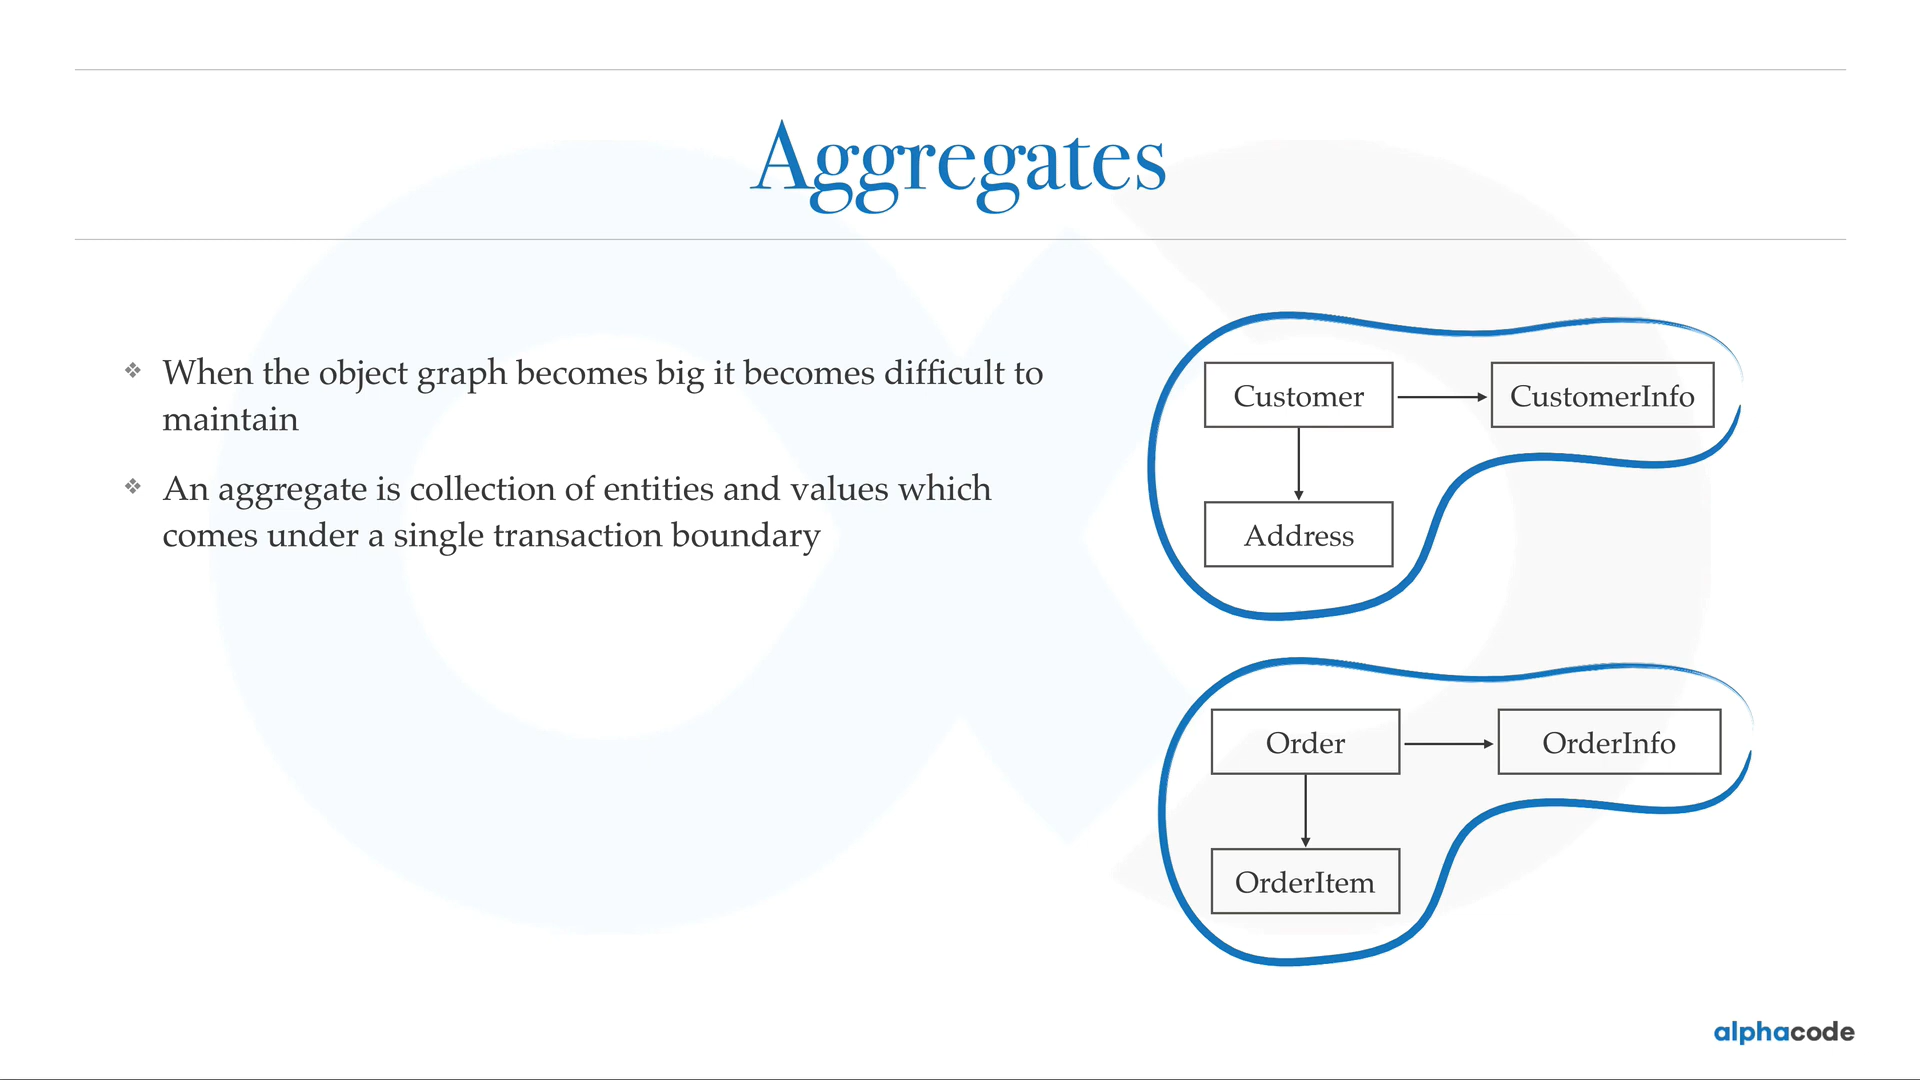 Aggregates
When the object graph becomes big it becomes difficult to
maintain
An aggregate is collection of entities and values which
comes under a single transaction boundary
Customer
CustomerInfo
Address
Order
OrderInfo
OrderItem
alphacode